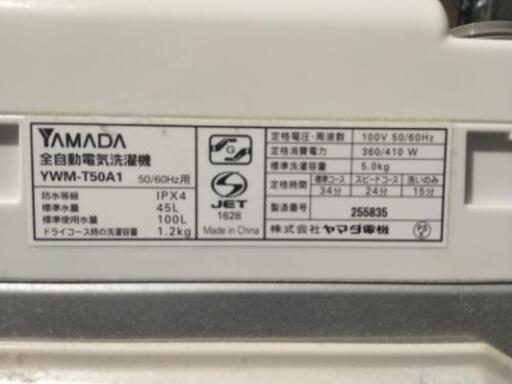 YAMADA
全自動電気洗濯機
YWM-T50A1 50/60Hz用
防水等級 IPX4
標準水量 45L
標準使用水量 100L
ドライコース時の洗濯容量 1.2kg
G
S
JET
1628
Made in China
定格電圧・周波数 100V 50/60Hz
定格消費電力 360/410 W
標準洗濯容量 5.0kg
定格時間 標準コース スピードコース 洗いのみ
34分 24分 15分
製造番号 255835
株式会社ヤマダ電機
PS
E